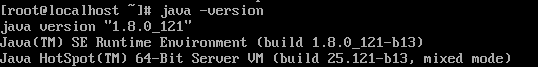 [root@localhost ~]# java -version
java version "1.8.0_121"
Java(TM) SE Runtime Environment (build 1.8.0_121-b13)
Java HotSpot(TM) 64-Bit Server VM (build 25.121-b13, mixed mode)